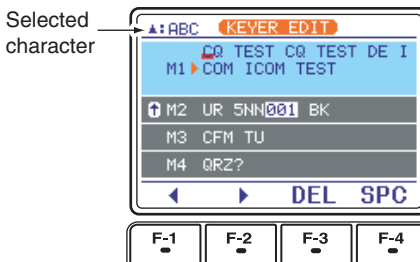 Selected
character
▲:ABC KEYER EDIT
CQ TEST CQ TEST DE I
M1 COM ICOM TEST
M2 UR 5NN001 BK
M3 CFM TU
M4 QRZ?
◀ ▶ DEL SPC
F-1 F-2 F-3 F-4